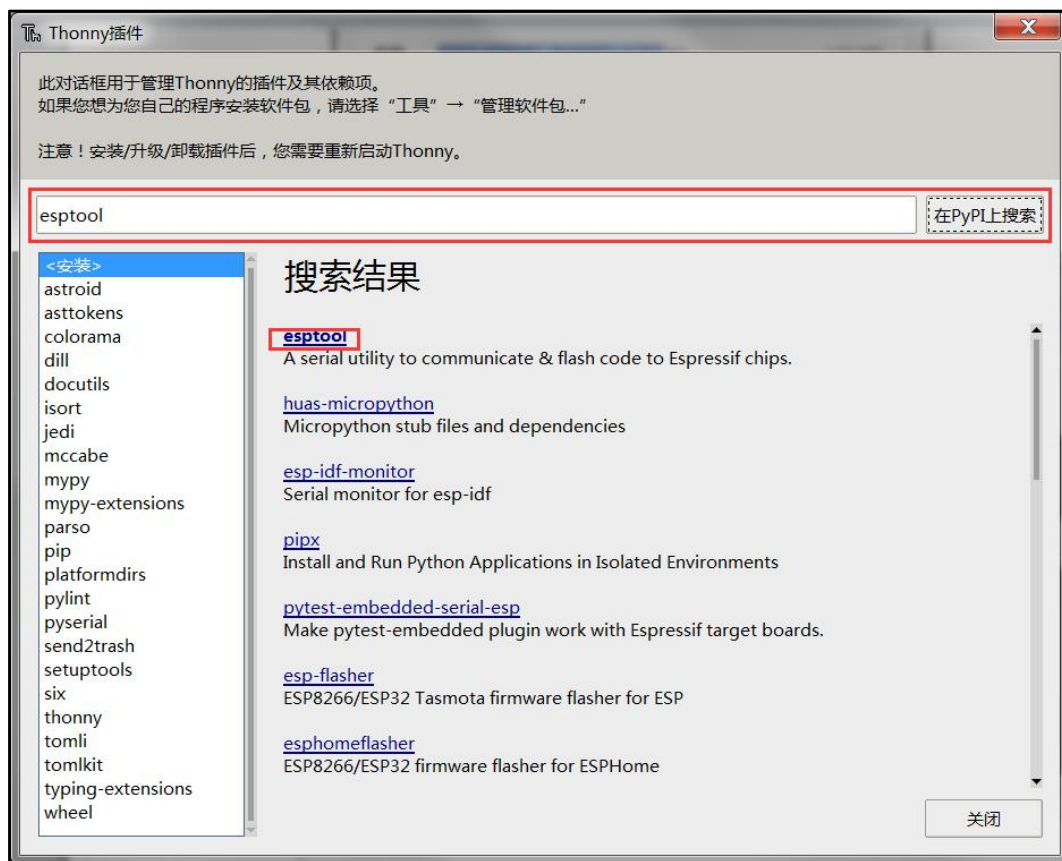 Thonny插件
此对话框用于管理Thonny的插件及其依赖项。
如果您想为您自己的程序安装软件包，请选择“工具”→“管理软件包...”
注意！安装/升级/卸载插件后，您需要重新启动Thonny。
esptool
在PyPI上搜索
<安装>
astroid
asttokens
colorama
dill
docutils
isort
jedi
mccabe
mypy
mypy-extensions
parso
pip
platformdirs
pylint
pyserial
send2trash
setuptools
six
thonny
tomli
tomlkit
typing-extensions
wheel
搜索结果
esptool
A serial utility to communicate & flash code to Espressif chips.
huas-micropython
Micropython stub files and dependencies
esp-idf-monitor
Serial monitor for esp-idf
pipx
Install and Run Python Applications in Isolated Environments
pytest-embedded-serial-esp
Make pytest-embedded plugin work with Espressif target boards.
esp-flasher
ESP8266/ESP32 Tasmota firmware flasher for ESP
esphomeflasher
ESP8266/ESP32 firmware flasher for ESPHome
关闭